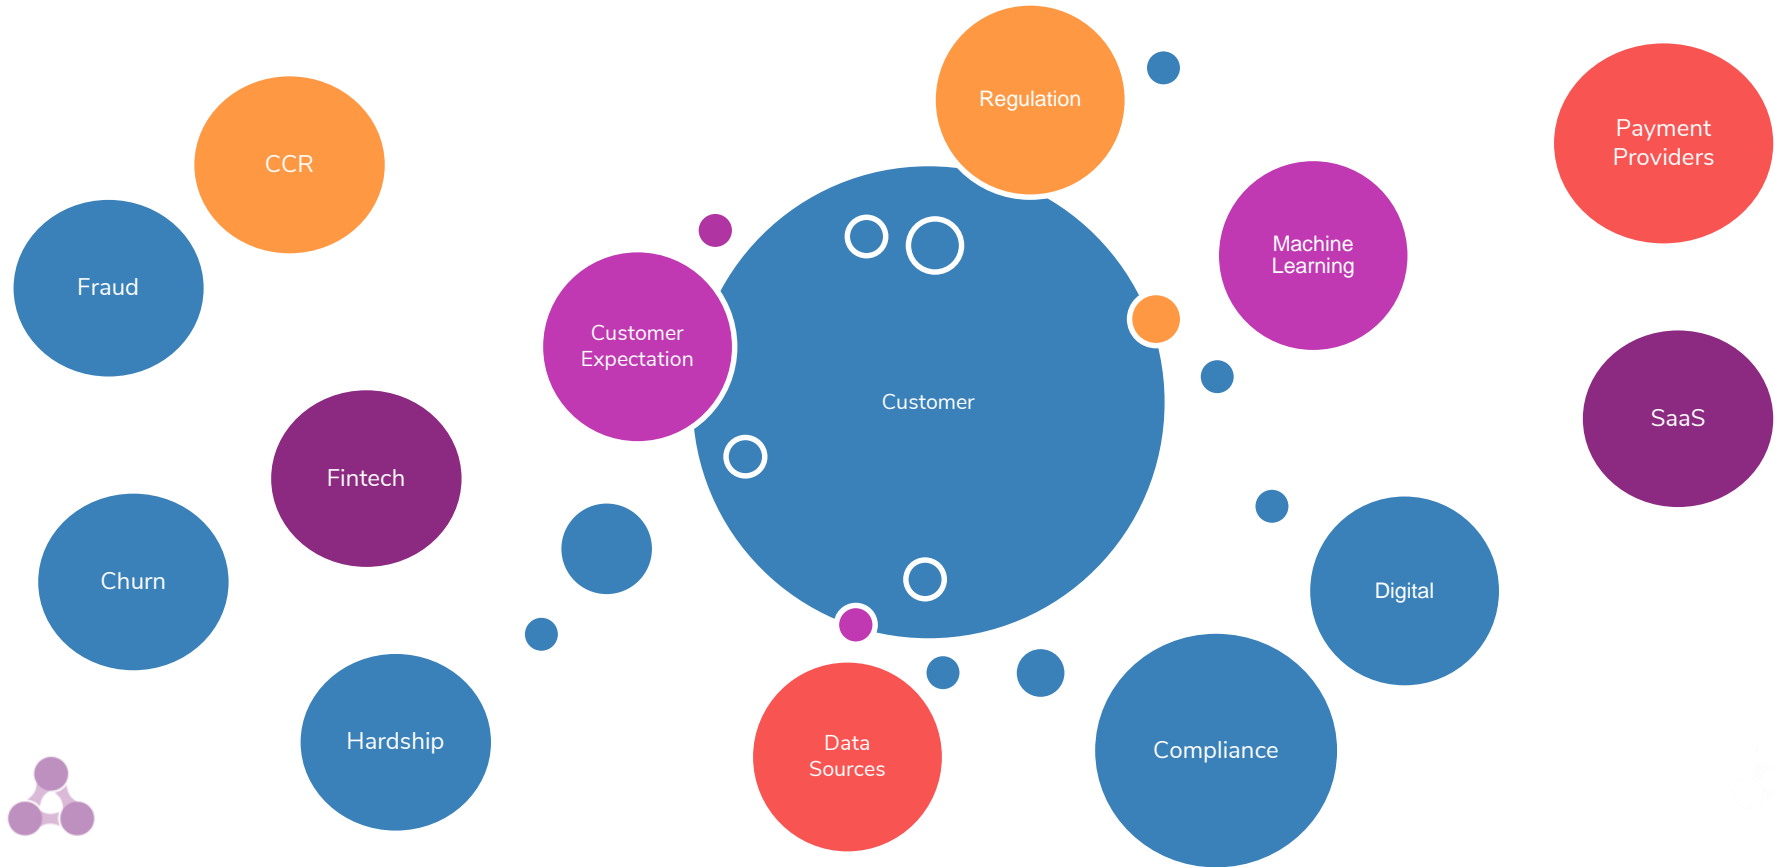 Regulation
Payment
Providers
CCR
Machine
Learning
Fraud
Customer
Expectation
Customer
SaaS
Fintech
Churn
Digital
Hardship
Data
Sources
Compliance